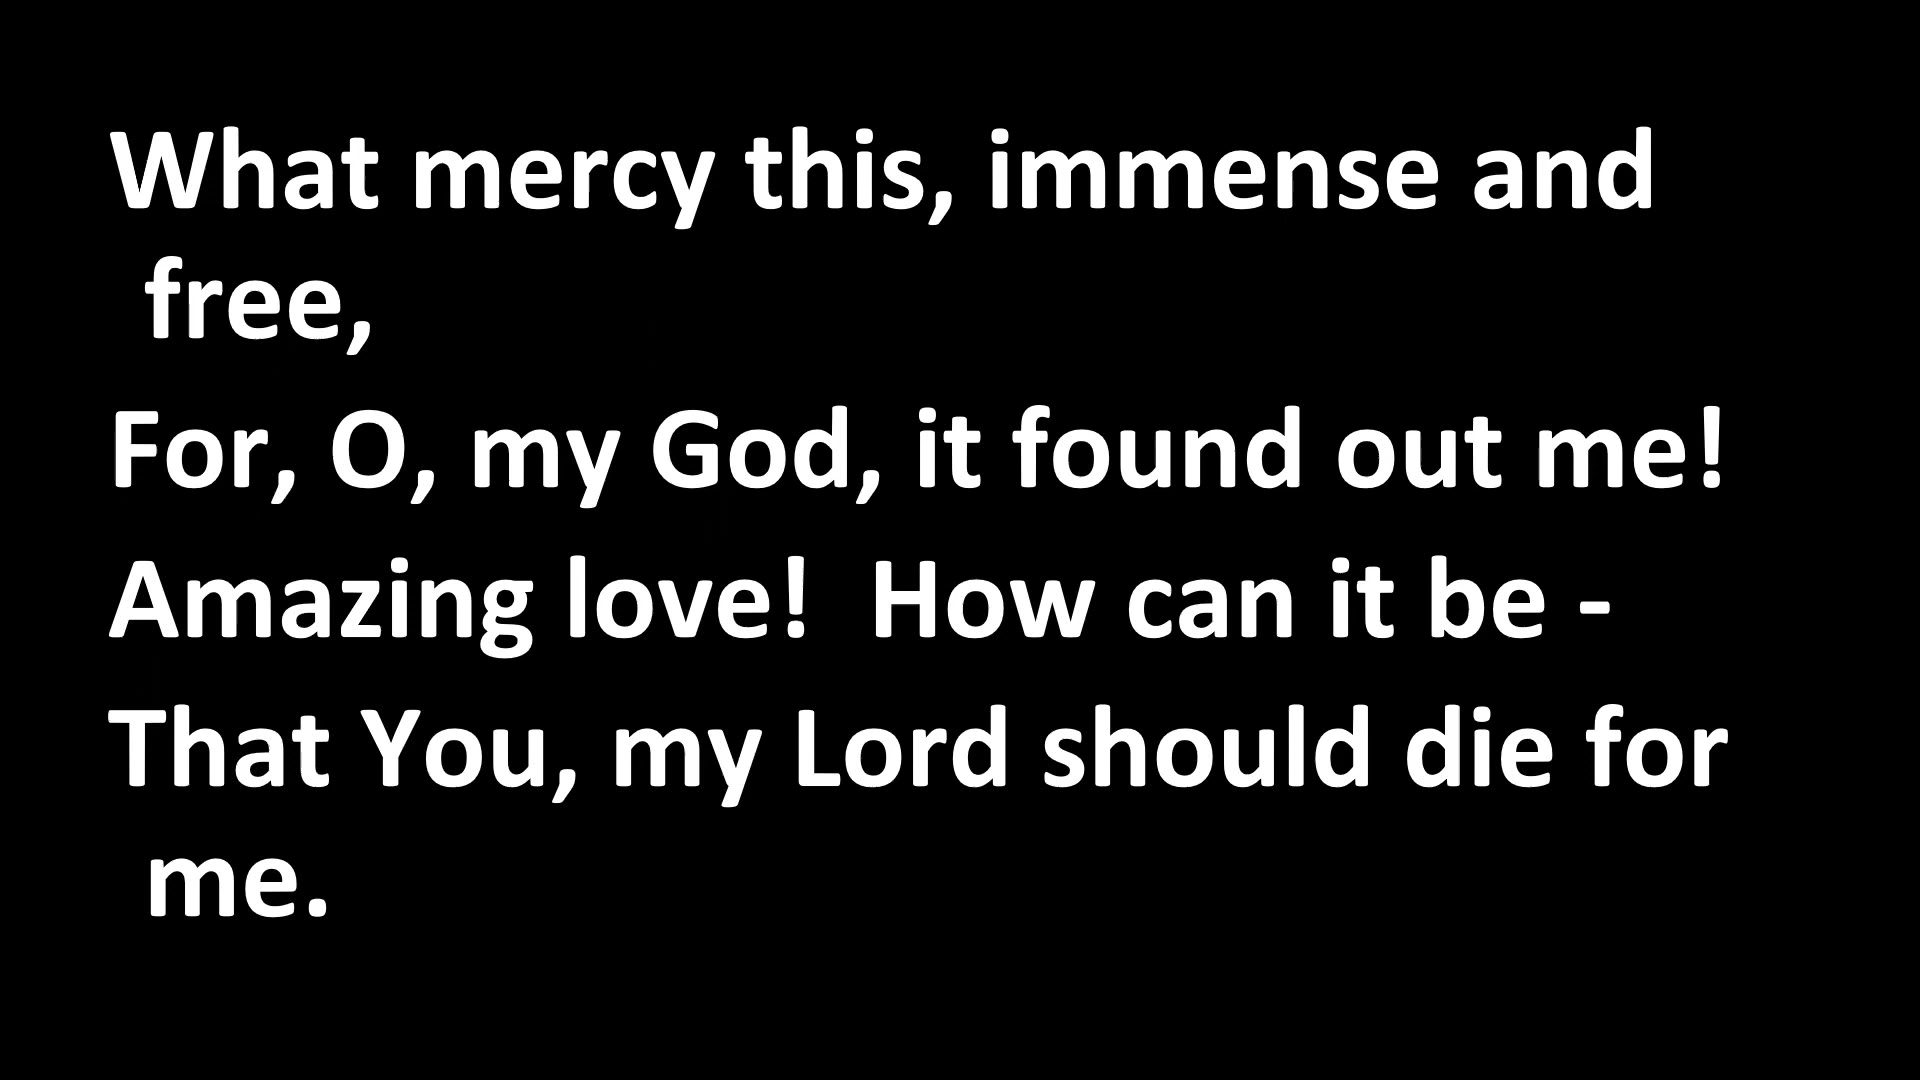 What mercy this, immense and
free,
For, O, my God, it found out me!
Amazing love!  How can it be -
That You, my Lord should die for
me.